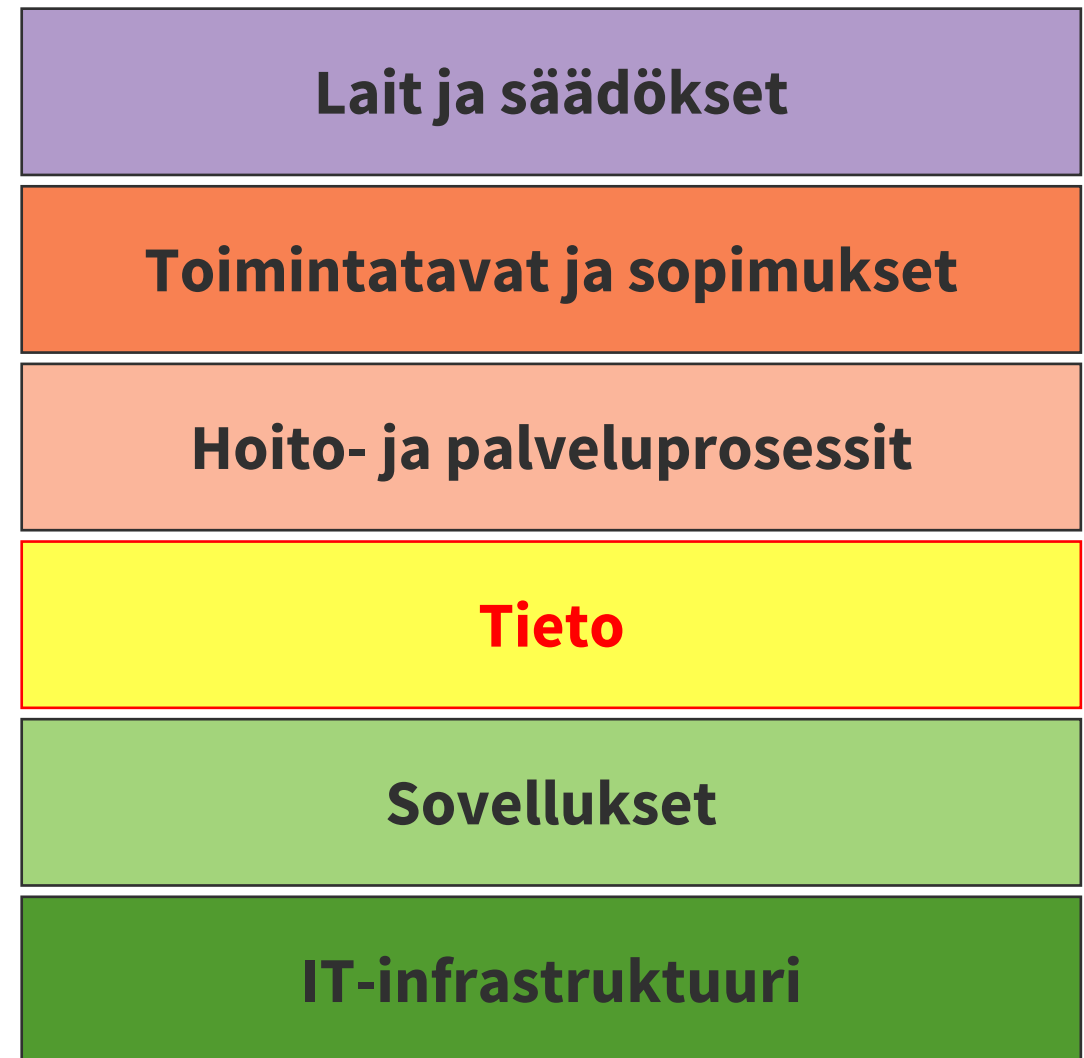 Lait ja säädökset
Toimintatavat ja sopimukset
Hoito- ja palveluprosessit
Tieto
Sovellukset
IT-infrastruktuuri